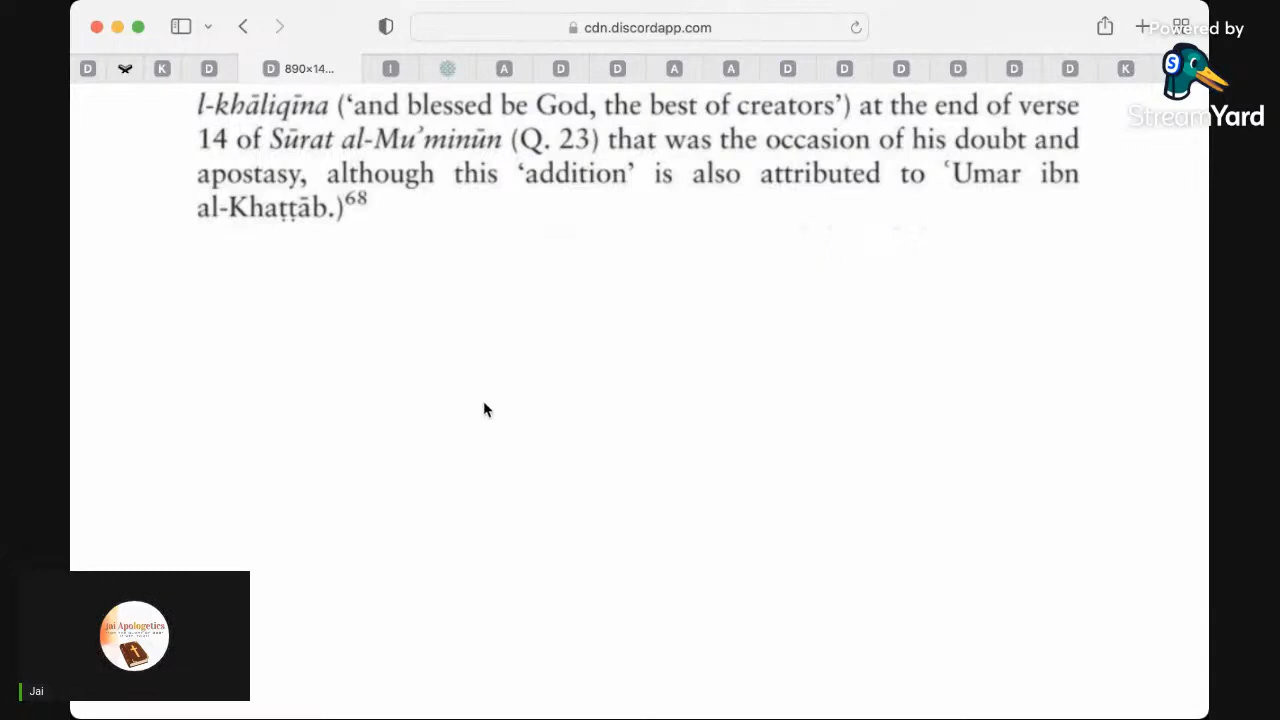 cdn.discordapp.com
Powered by
D
K
D
D 890×14...
I
A
D
D
A
A
D
D
D
D
D
D
K
StreamYard
l-khāliqīna (‘and blessed be God, the best of creators’) at the end of verse
14 of Sūrat al-Muʾminūn (Q. 23) that was the occasion of his doubt and
apostasy, although this ‘addition’ is also attributed to ʿUmar ibn
al-Khaṭṭāb.)68
Jai Apologetics
Jai